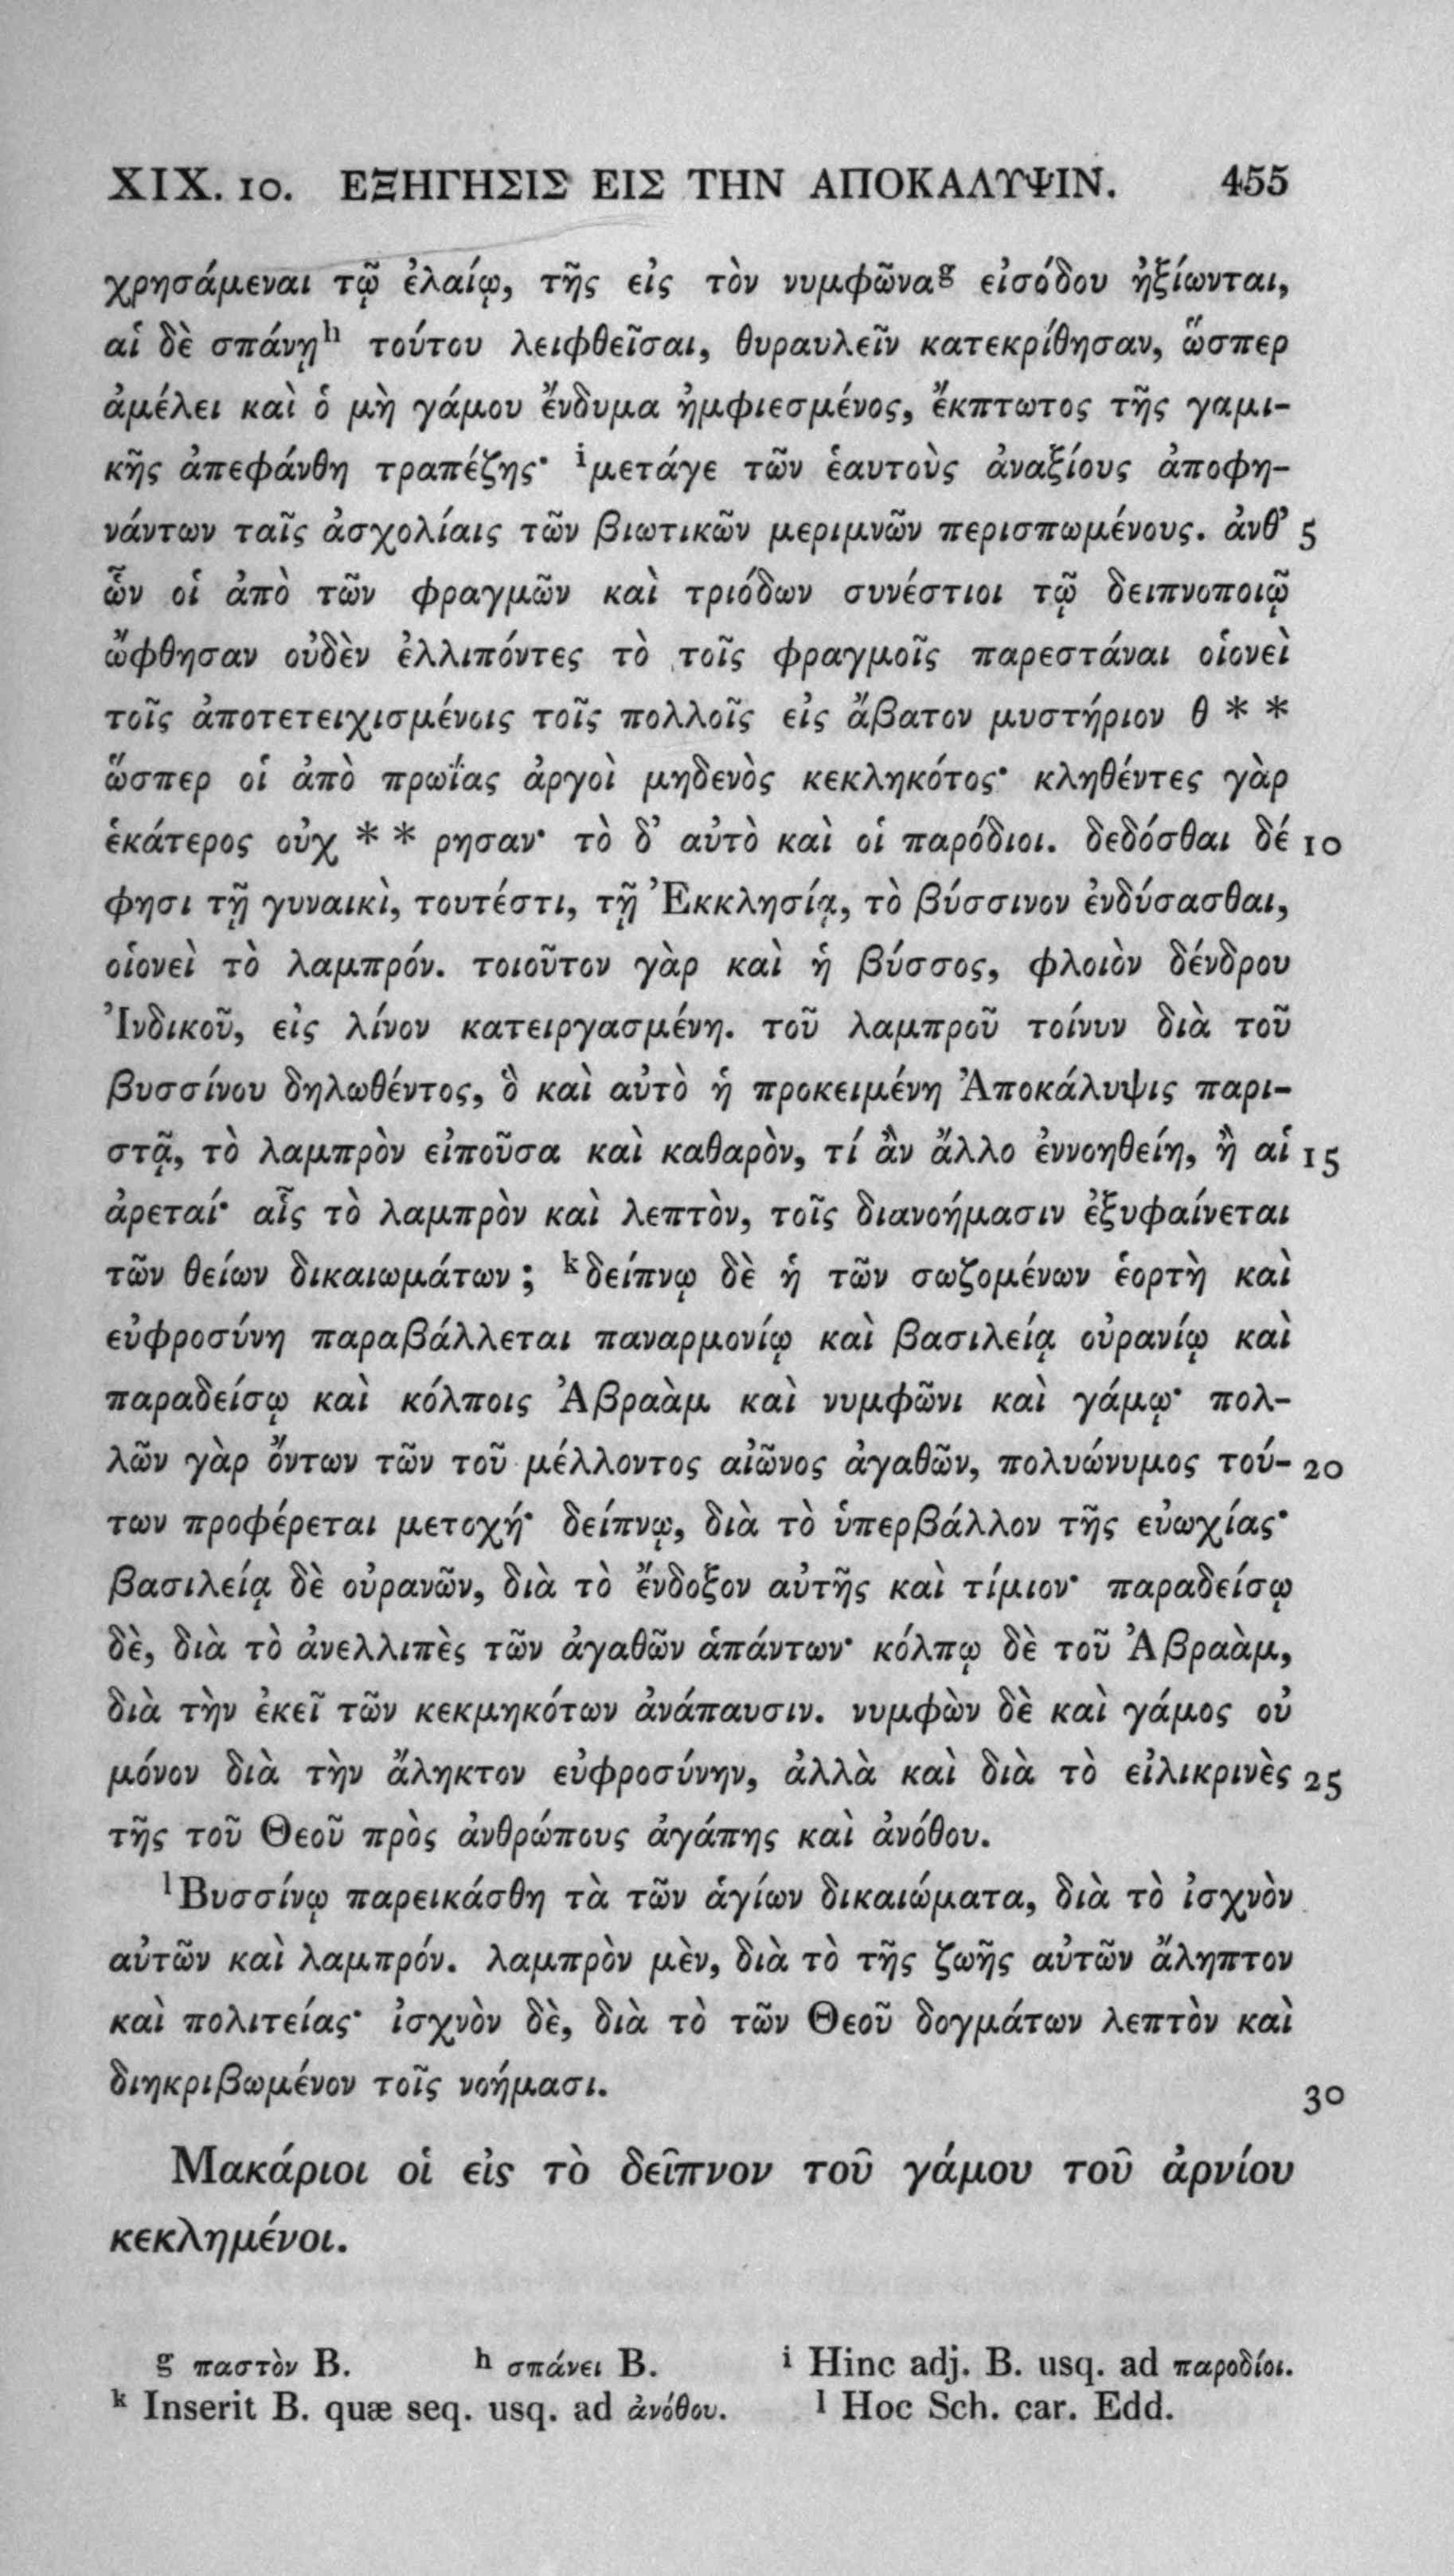 XIX. 10. ΕΞΗΓΗΣΙΣ ΕΙΣ ΤΗΝ ΑΠΟΚΑΛΥΨΙΝ. 455
χρησάμεναι τῷ ἐλαίῳ, τῆς εἰς τὸν νυμφῶναᵍ εἰσόδου ἠξίωνται,
αἱ δὲ σπάνῃʰ τούτου λειφθεῖσαι, θυραυλεῖν κατεκρίθησαν, ὥσπερ
ἀμέλει καὶ ὁ μὴ γάμου ἔνδυμα ἠμφιεσμένος, ἔκπτωτος τῆς γαμι-
κῆς ἀπεφάνθη τραπέζης· ⁱμετάγε τῶν ἑαυτοὺς ἀναξίους ἀποφη-
νάντων ταῖς ἀσχολίαις τῶν βιωτικῶν μεριμνῶν περισπωμένους. ἀνθ’ 5
ὧν οἱ ἀπὸ τῶν φραγμῶν καὶ τριόδων συνέστιοι τῷ δειπνοποιῷ
ὤφθησαν οὐδὲν ἐλλιπόντες τὸ τοῖς φραγμοῖς παρεστάναι οἱονεὶ
τοῖς ἀποτετειχισμένοις τοῖς πολλοῖς εἰς ἄβατον μυστήριον θ * *
ὥσπερ οἱ ἀπὸ πρωΐας ἀργοὶ μηδενὸς κεκληκότος· κληθέντες γὰρ
ἑκάτερος οὐχ * * ρησαν· τὸ δ’ αὐτὸ καὶ οἱ παρόδιοι. δεδόσθαι δέ 10
φησι τῇ γυναικὶ, τουτέστι, τῇ Ἐκκλησίᾳ, τὸ βύσσινον ἐνδύσασθαι,
οἱονεὶ τὸ λαμπρόν. τοιοῦτον γὰρ καὶ ἡ βύσσος, φλοιὸν δένδρου
Ἰνδικοῦ, εἰς λίνον κατειργασμένη. τοῦ λαμπροῦ τοίνυν διὰ τοῦ
βυσσίνου δηλωθέντος, ὃ καὶ αὐτὸ ἡ προκειμένη Ἀποκάλυψις παρι-
στᾷ, τὸ λαμπρὸν εἰποῦσα καὶ καθαρὸν, τί ἂν ἄλλο ἐννοηθείη, ἢ αἱ 15
ἀρεταί· αἷς τὸ λαμπρὸν καὶ λεπτὸν, τοῖς διανοήμασιν ἐξυφαίνεται
τῶν θείων δικαιωμάτων ; ᵏδείπνῳ δὲ ἡ τῶν σωζομένων ἑορτὴ καὶ
εὐφροσύνη παραβάλλεται παναρμονίῳ καὶ βασιλείᾳ οὐρανίῳ καὶ
παραδείσῳ καὶ κόλποις Ἀβραὰμ καὶ νυμφῶνι καὶ γάμῳ· πολ-
λῶν γὰρ ὄντων τῶν τοῦ μέλλοντος αἰῶνος ἀγαθῶν, πολυώνυμος τού- 20
των προφέρεται μετοχή· δείπνῳ, διὰ τὸ ὑπερβάλλον τῆς εὐωχίας·
βασιλείᾳ δὲ οὐρανῶν, διὰ τὸ ἔνδοξον αὐτῆς καὶ τίμιον· παραδείσῳ
δὲ, διὰ τὸ ἀνελλιπὲς τῶν ἀγαθῶν ἁπάντων· κόλπῳ δὲ τοῦ Ἀβραὰμ,
διὰ τὴν ἐκεῖ τῶν κεκμηκότων ἀνάπαυσιν. νυμφὼν δὲ καὶ γάμος οὐ
μόνον διὰ τὴν ἄληκτον εὐφροσύνην, ἀλλὰ καὶ διὰ τὸ εἰλικρινὲς 25
τῆς τοῦ Θεοῦ πρὸς ἀνθρώπους ἀγάπης καὶ ἀνόθου.
ˡΒυσσίνῳ παρεικάσθη τὰ τῶν ἁγίων δικαιώματα, διὰ τὸ ἰσχνὸν
αὐτῶν καὶ λαμπρόν. λαμπρὸν μὲν, διὰ τὸ τῆς ζωῆς αὐτῶν ἄληπτον
καὶ πολιτείας· ἰσχνὸν δὲ, διὰ τὸ τῶν Θεοῦ δογμάτων λεπτὸν καὶ
διηκριβωμένον τοῖς νοήμασι. 30
Μακάριοι οἱ εἰς τὸ δεῖπνον τοῦ γάμου τοῦ ἀρνίου
κεκλημένοι.
ᵍ παστὸν B. ʰ σπάνει B. ⁱ Hinc adj. B. usq. ad παροδίοι.
ᵏ Inserit B. quæ seq. usq. ad ἀνόθου. ˡ Hoc Sch. car. Edd.